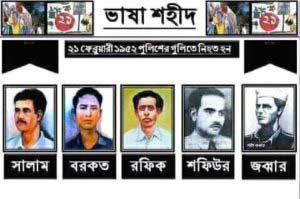 ভাষা শহীদ
২১ ফেব্রুয়ারী ১৯৫২ পুলিশের গুলিতে নিহত হন
সালাম বরকত রফিক শফিউর জব্বার